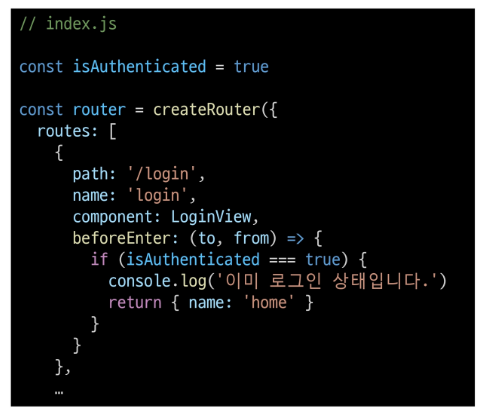 // index.js

const isAuthenticated = true

const router = createRouter({
  routes: [
    {
      path: '/login',
      name: 'login',
      component: LoginView,
      beforeEnter: (to, from) => {
        if (isAuthenticated === true) {
          console.log('이미 로그인 상태입니다.')
          return { name: 'home' }
        }
      }
    },
    …